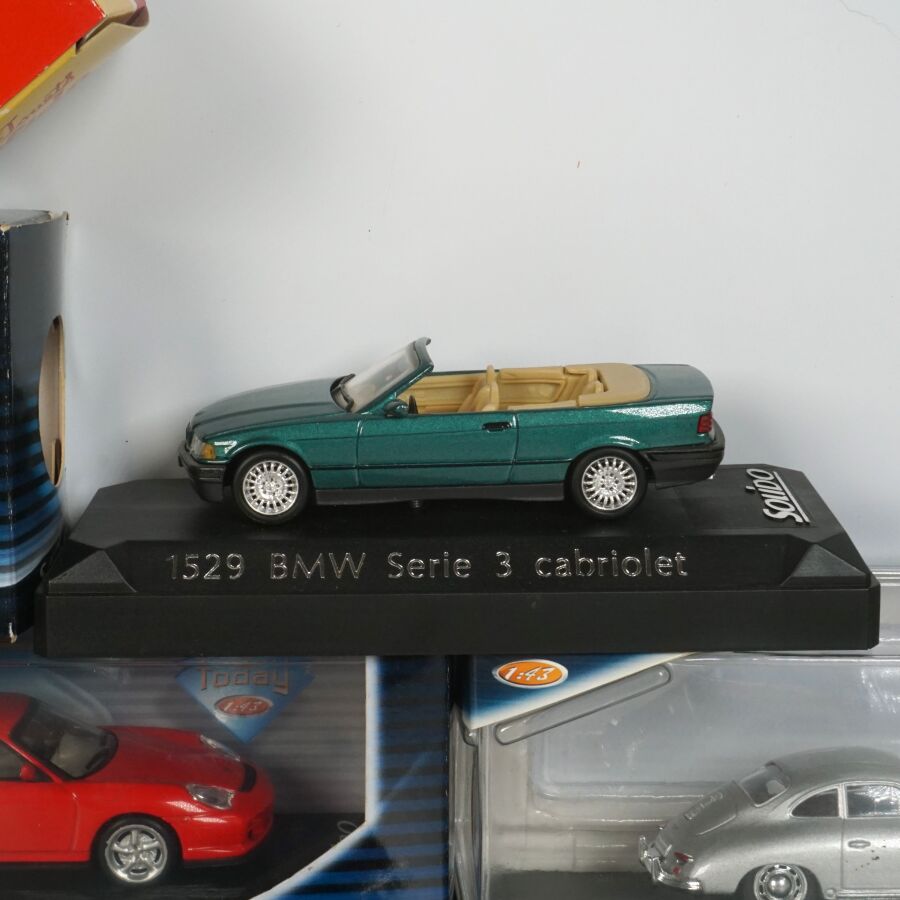 Solido
1529 BMW Serie 3 cabriolet
Today
1:43
1:43